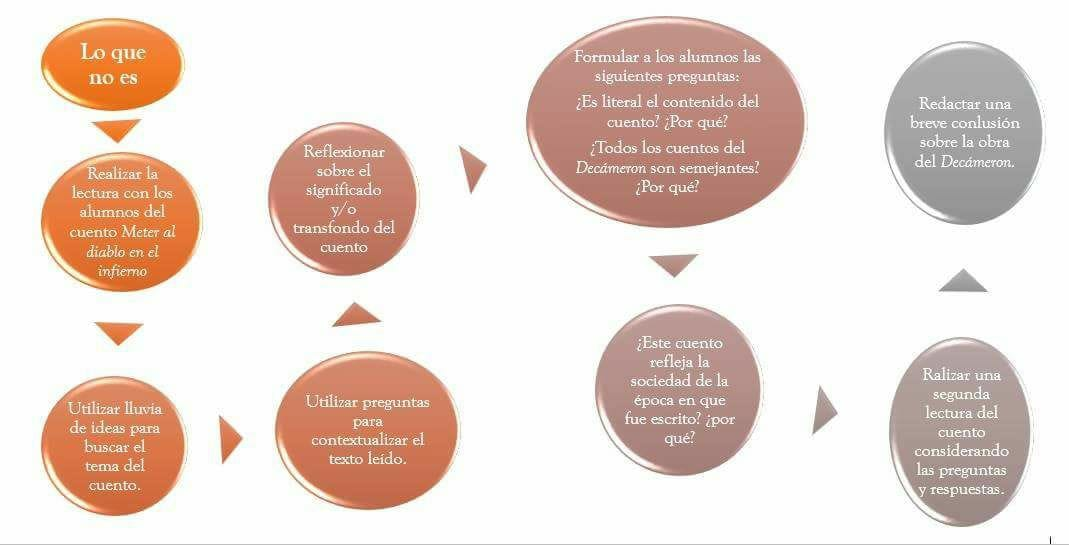 Lo que
no es
Realizar la
lectura con los
alumnos del
cuento Meter al
diablo en el
infierno
Utilizar lluvia
de ideas para
buscar el
tema del
cuento.
Utilizar preguntas
para
contextualizar el
texto leído.
Reflexionar
sobre el
significado
y/o
transfondo del
cuento
Formular a los alumnos las
siguientes preguntas:
¿Es literal el contenido del
cuento? ¿Por qué?
¿Todos los cuentos del
Decámeron son semejantes?
¿Por qué?
¿Este cuento
refleja la
sociedad de la
época en que
fue escrito? ¿por
qué?
Ralizar una
segunda
lectura del
cuento
considerando
las preguntas
y respuestas.
Redactar una
breve conlusión
sobre la obra
del Decámeron.